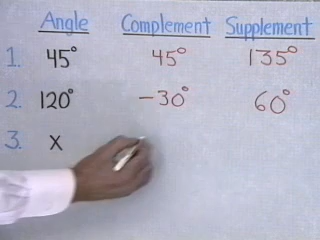 Angle Complement Supplement
1. 45° 45° 135°
2. 120° -30° 60°
3. x